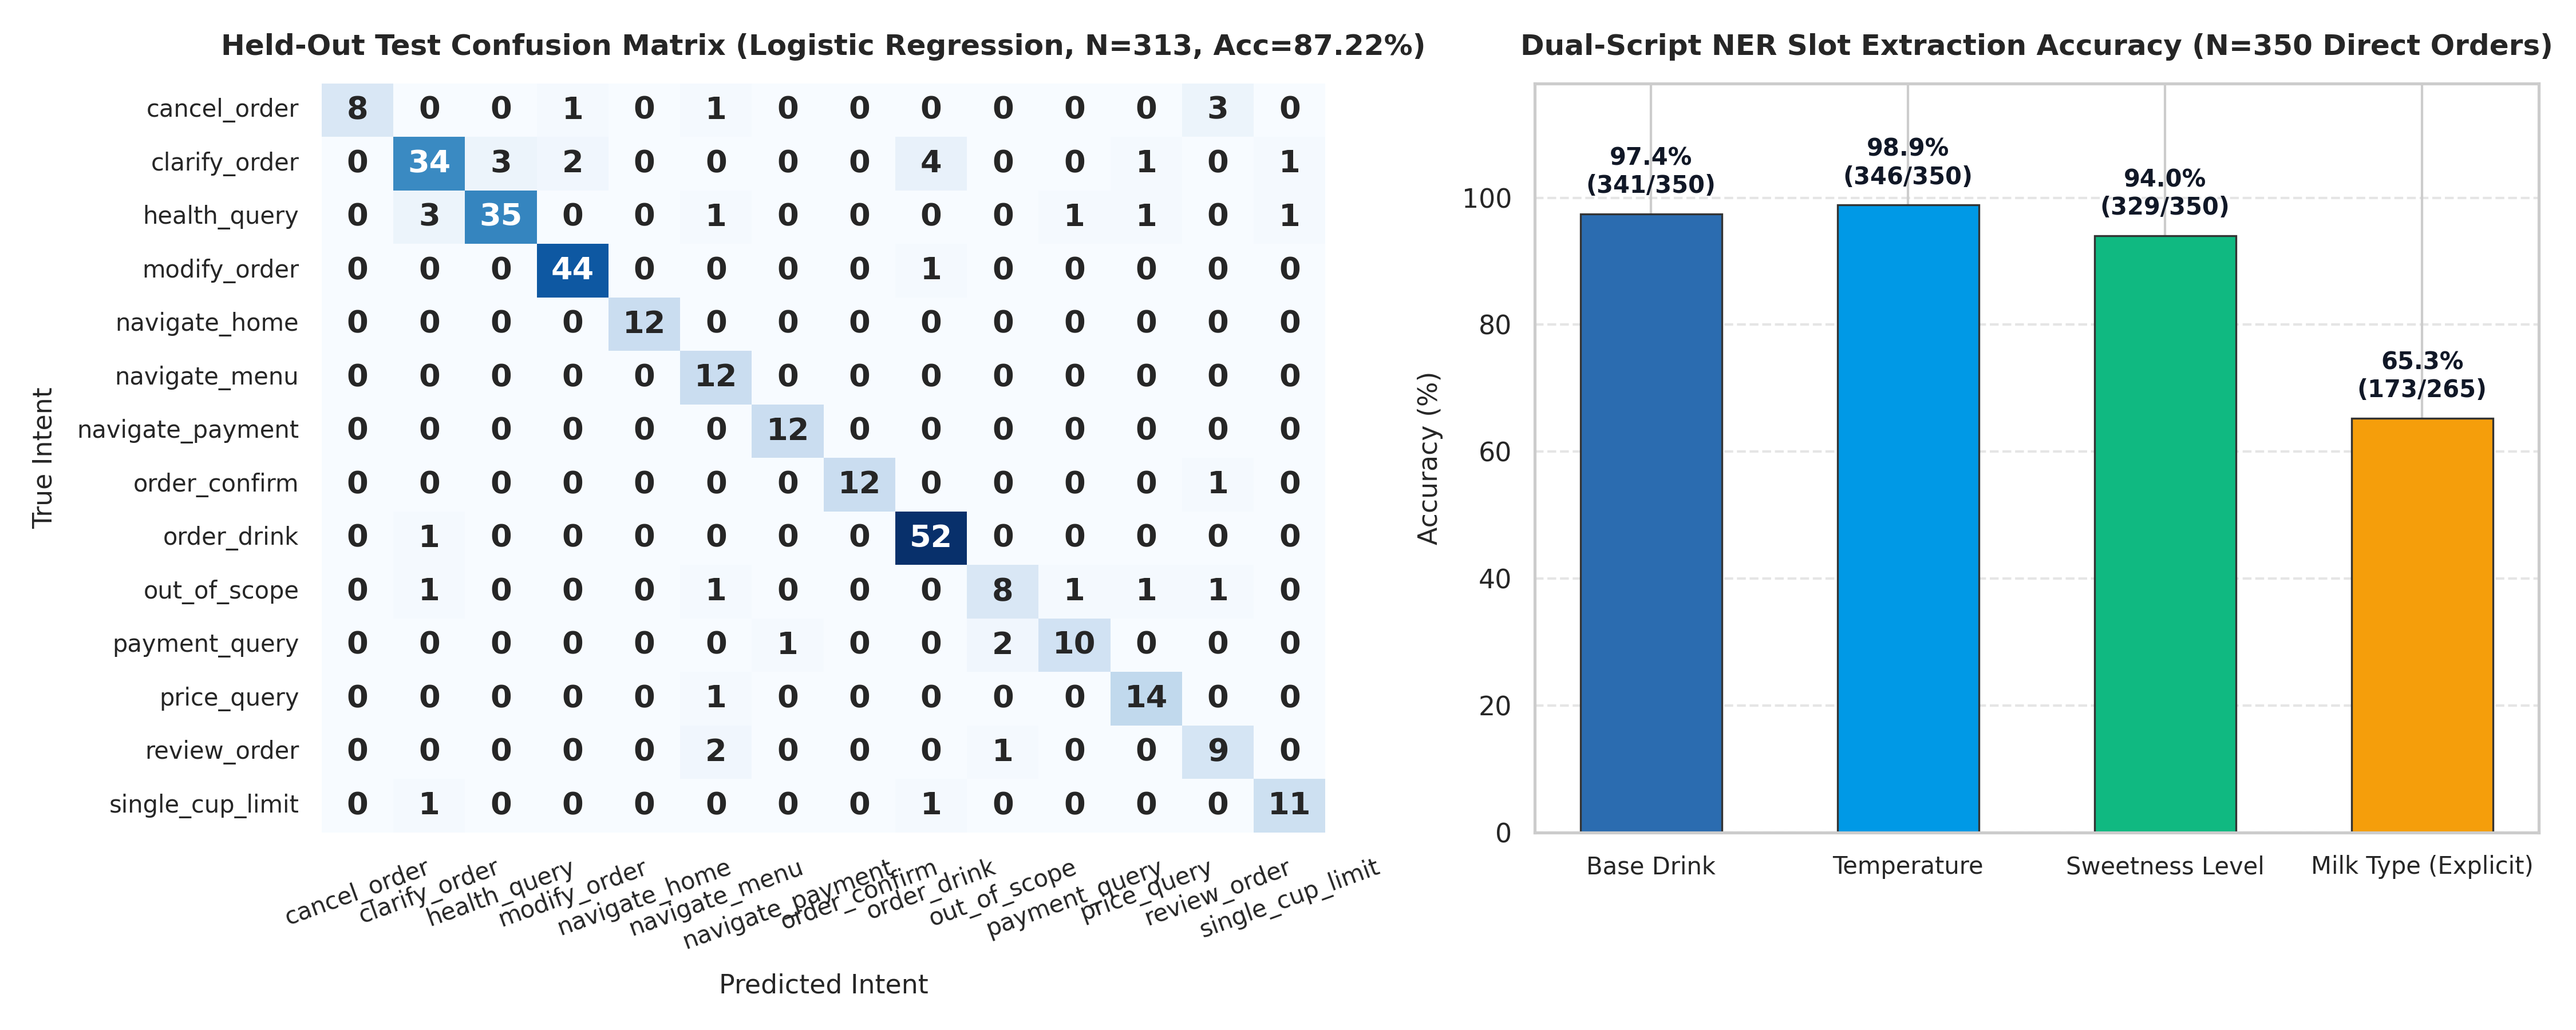 Held-Out Test Confusion Matrix (Logistic Regression, N=313, Acc=87.22%)
True Intent
cancel_order 8 0 0 1 0 1 0 0 0 0 0 0 3 0
clarify_order 0 34 3 2 0 0 0 0 4 0 0 1 0 1
health_query 0 3 35 0 0 1 0 0 0 0 1 1 0 1
modify_order 0 0 0 44 0 0 0 0 1 0 0 0 0 0
navigate_home 0 0 0 0 12 0 0 0 0 0 0 0 0 0
navigate_menu 0 0 0 0 0 12 0 0 0 0 0 0 0 0
navigate_payment 0 0 0 0 0 0 12 0 0 0 0 0 0 0
order_confirm 0 0 0 0 0 0 0 12 0 0 0 0 1 0
order_drink 0 1 0 0 0 0 0 0 52 0 0 0 0 0
out_of_scope 0 1 0 0 0 1 0 0 0 8 1 1 1 0
payment_query 0 0 0 0 0 0 1 0 0 2 10 0 0 0
price_query 0 0 0 0 0 1 0 0 0 0 0 14 0 0
review_order 0 0 0 0 0 2 0 0 0 1 0 0 9 0
single_cup_limit 0 1 0 0 0 0 0 0 1 0 0 0 0 11
cancel_order
clarify_order
health_query
modify_order
navigate_home
navigate_menu
navigate_payment
order_confirm
order_drink
out_of_scope
payment_query
price_query
review_order
single_cup_limit
Predicted Intent
Dual-Script NER Slot Extraction Accuracy (N=350 Direct Orders)
Accuracy (%)
100
80
60
40
20
0
97.4%
(341/350)
98.9%
(346/350)
94.0%
(329/350)
65.3%
(173/265)
Base Drink
Temperature
Sweetness Level
Milk Type (Explicit)